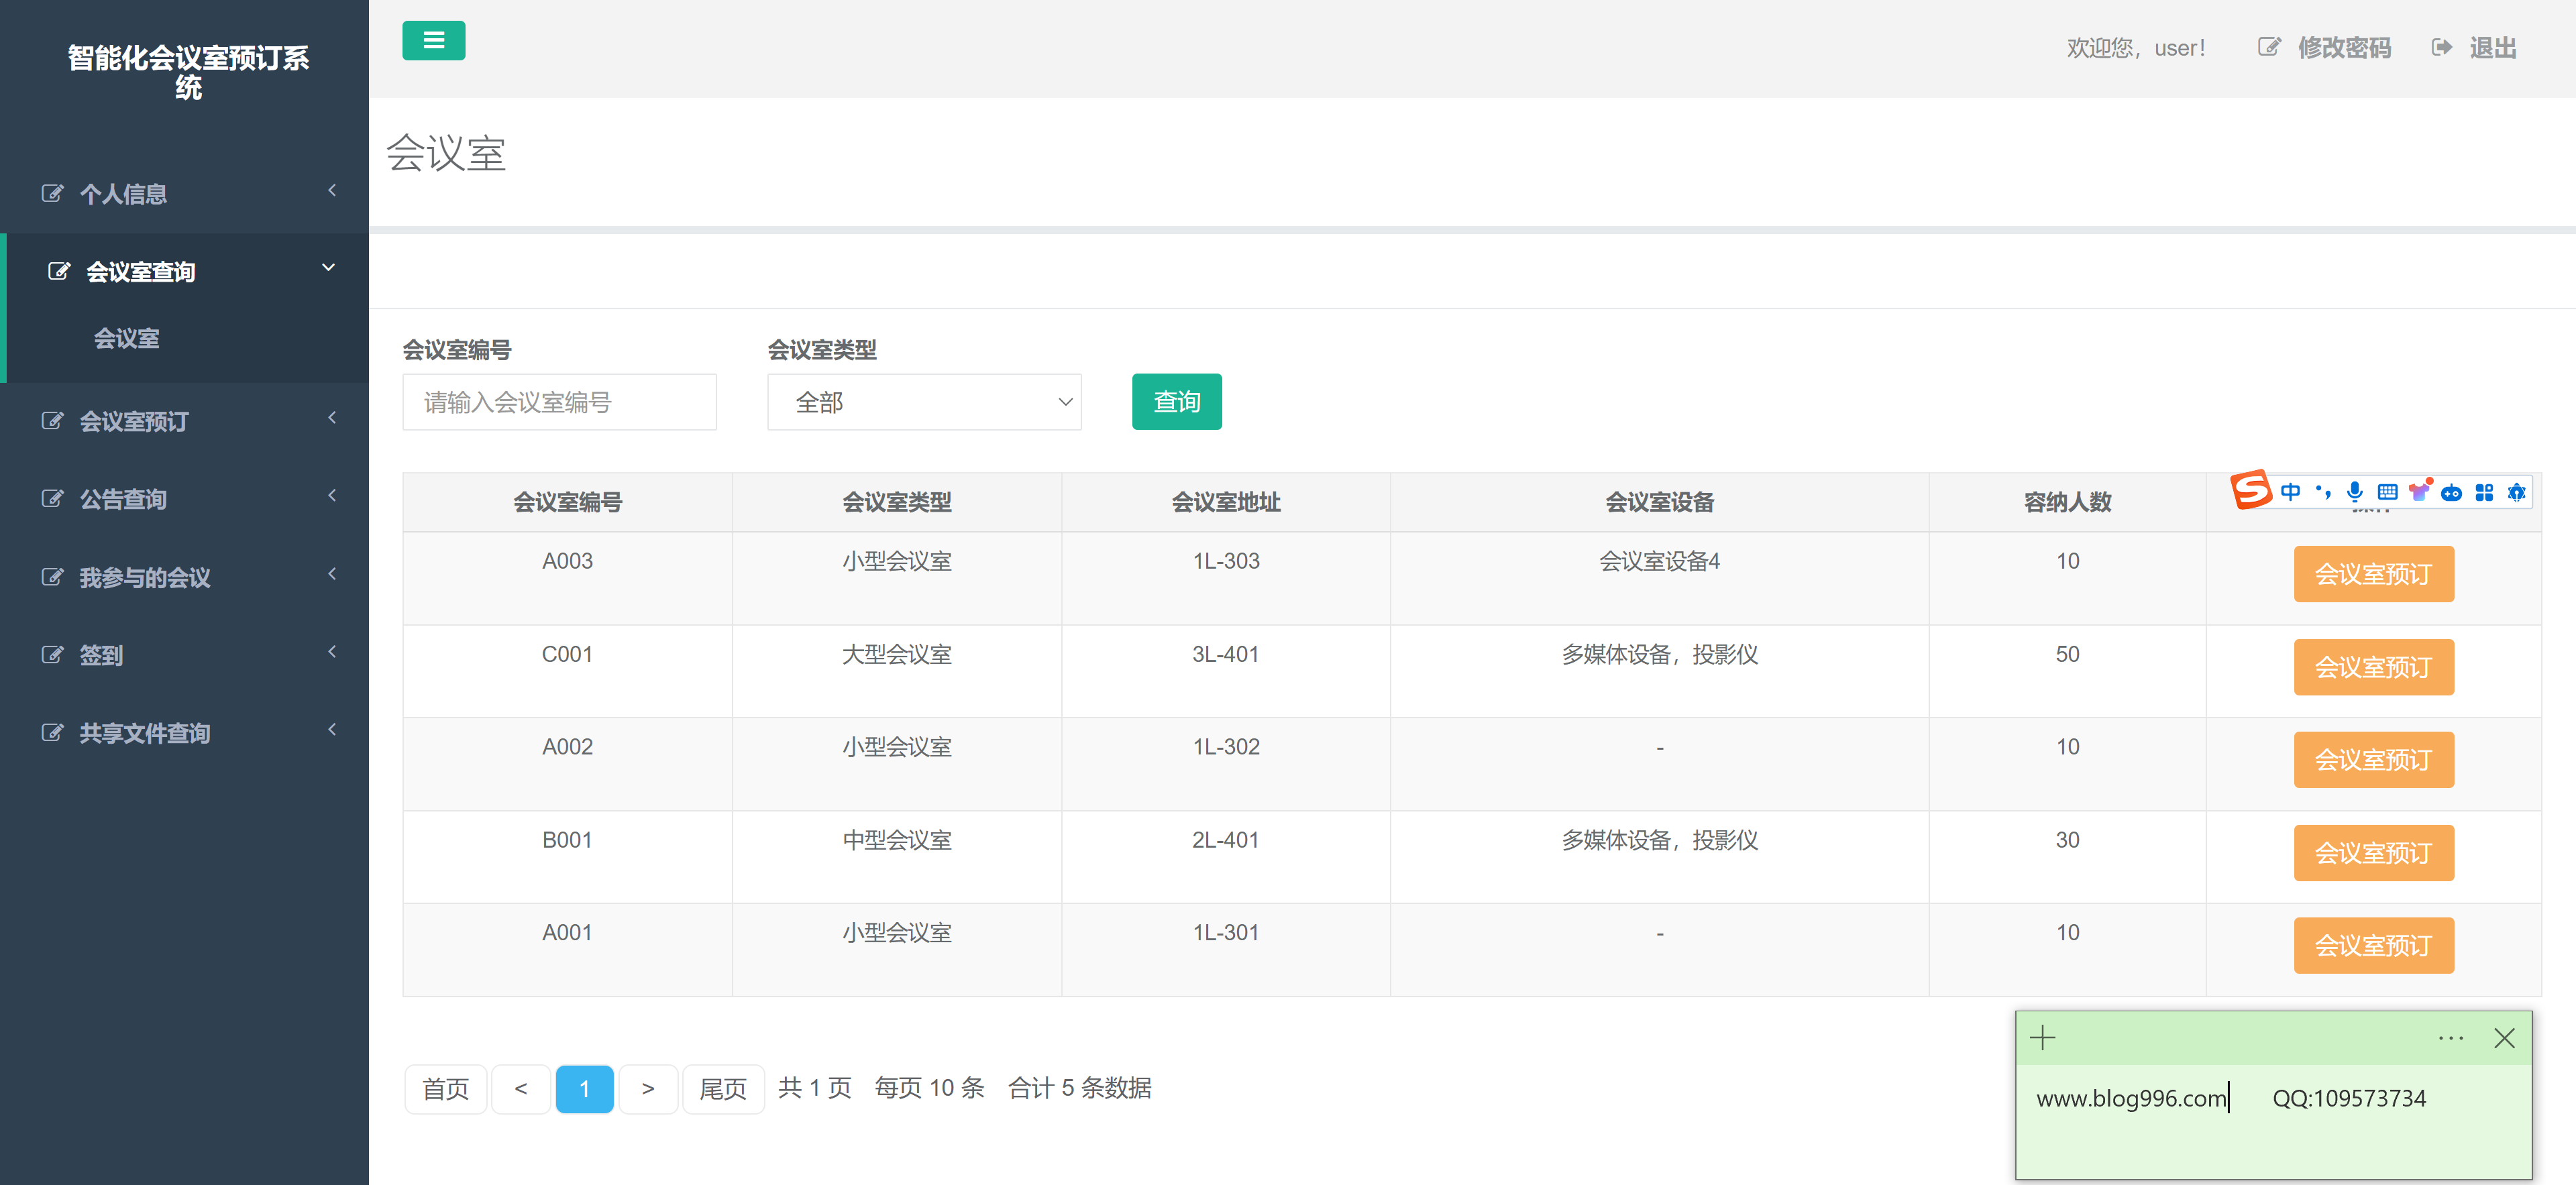 智能化会议室预订系
统
欢迎您，user!
修改密码
退出
会议室
个人信息
会议室查询
会议室
会议室预订
公告查询
我参与的会议
签到
共享文件查询
会议室编号
会议室类型
请输入会议室编号
全部
查询
会议室编号 会议室类型 会议室地址 会议室设备 容纳人数
中
A003 小型会议室 1L-303 会议室设备4 10 会议室预订
C001 大型会议室 3L-401 多媒体设备，投影仪 50 会议室预订
A002 小型会议室 1L-302 - 10 会议室预订
B001 中型会议室 2L-401 多媒体设备，投影仪 30 会议室预订
A001 小型会议室 1L-301 - 10 会议室预订
首页 < 1 > 尾页 共 1 页 每页 10 条 合计 5 条数据
www.blog996.com QQ:109573734